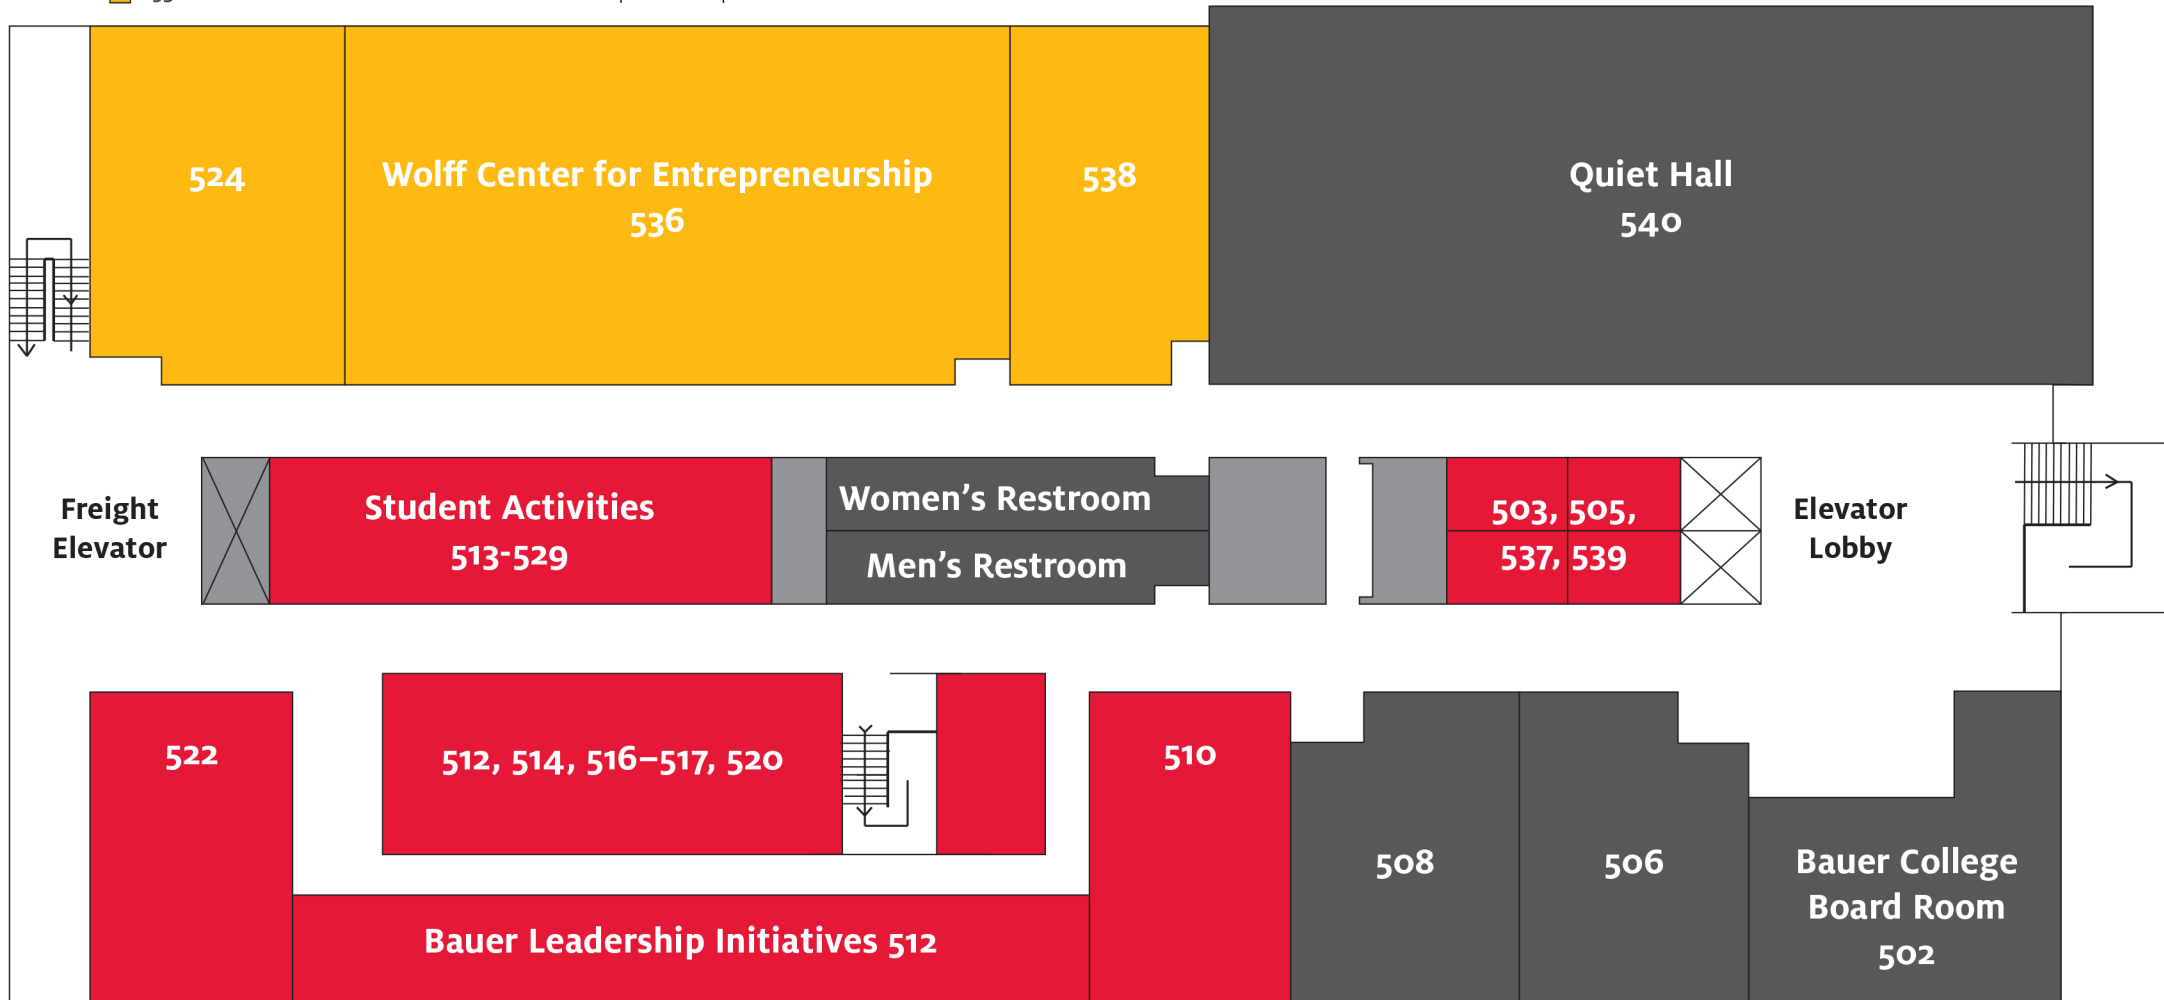 524
Wolff Center for Entrepreneurship
536
538
Quiet Hall
540
Freight
Elevator
Student Activities
513-529
Women’s Restroom
Men’s Restroom
503, 505,
537, 539
Elevator
Lobby
522
512, 514, 516–517, 520
510
508
506
Bauer College
Board Room
502
Bauer Leadership Initiatives 512